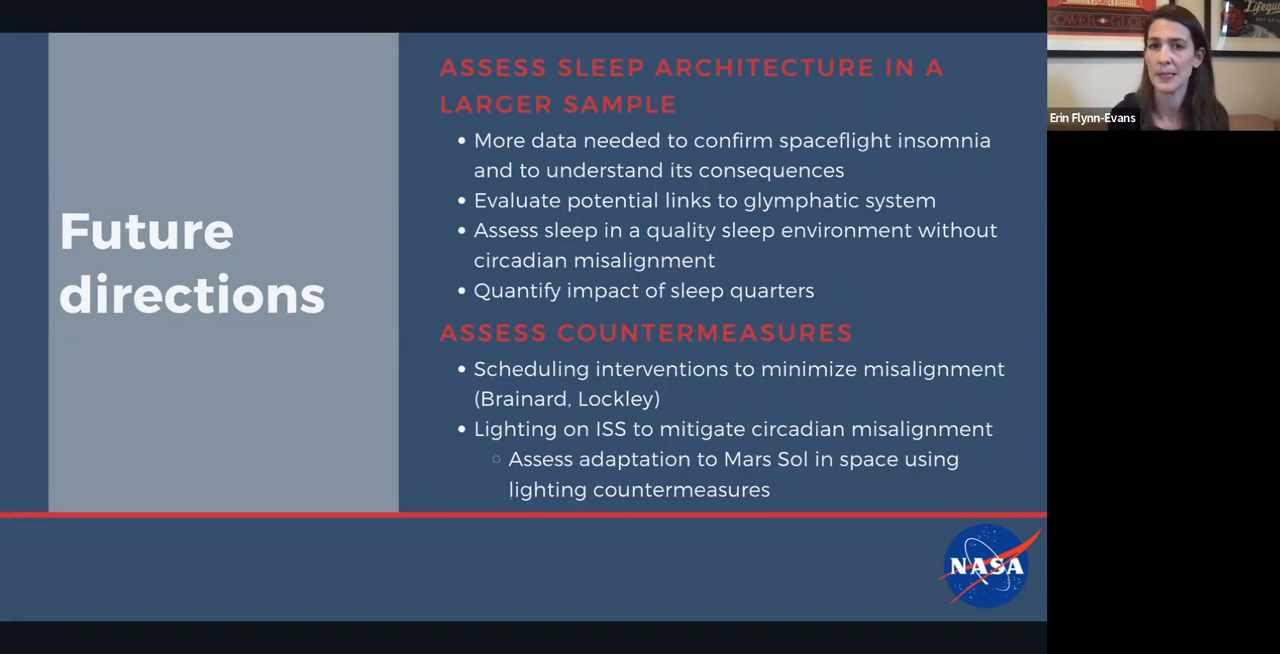 Future
directions
ASSESS SLEEP ARCHITECTURE IN A
LARGER SAMPLE
• More data needed to confirm spaceflight insomnia
and to understand its consequences
• Evaluate potential links to glymphatic system
• Assess sleep in a quality sleep environment without
circadian misalignment
• Quantify impact of sleep quarters
ASSESS COUNTERMEASURES
• Scheduling interventions to minimize misalignment
(Brainard, Lockley)
• Lighting on ISS to mitigate circadian misalignment
○ Assess adaptation to Mars Sol in space using
lighting countermeasures
NASA
Erin Flynn-Evans